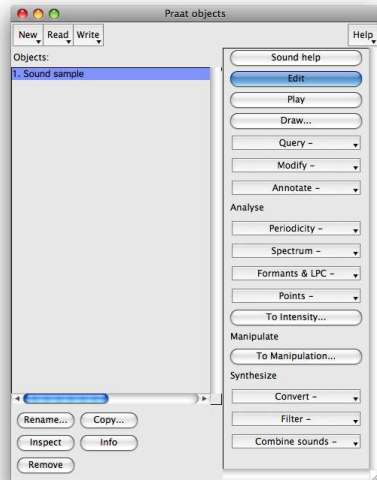 Praat objects
New Read Write Help
Objects:
1. Sound sample
Rename... Copy...
Inspect Info
Remove
Sound help
Edit
Play
Draw...
Query -
Modify -
Annotate -
Analyse
Periodicity -
Spectrum -
Formants & LPC -
Points -
To Intensity...
Manipulate
To Manipulation...
Synthesize
Convert -
Filter -
Combine sounds -